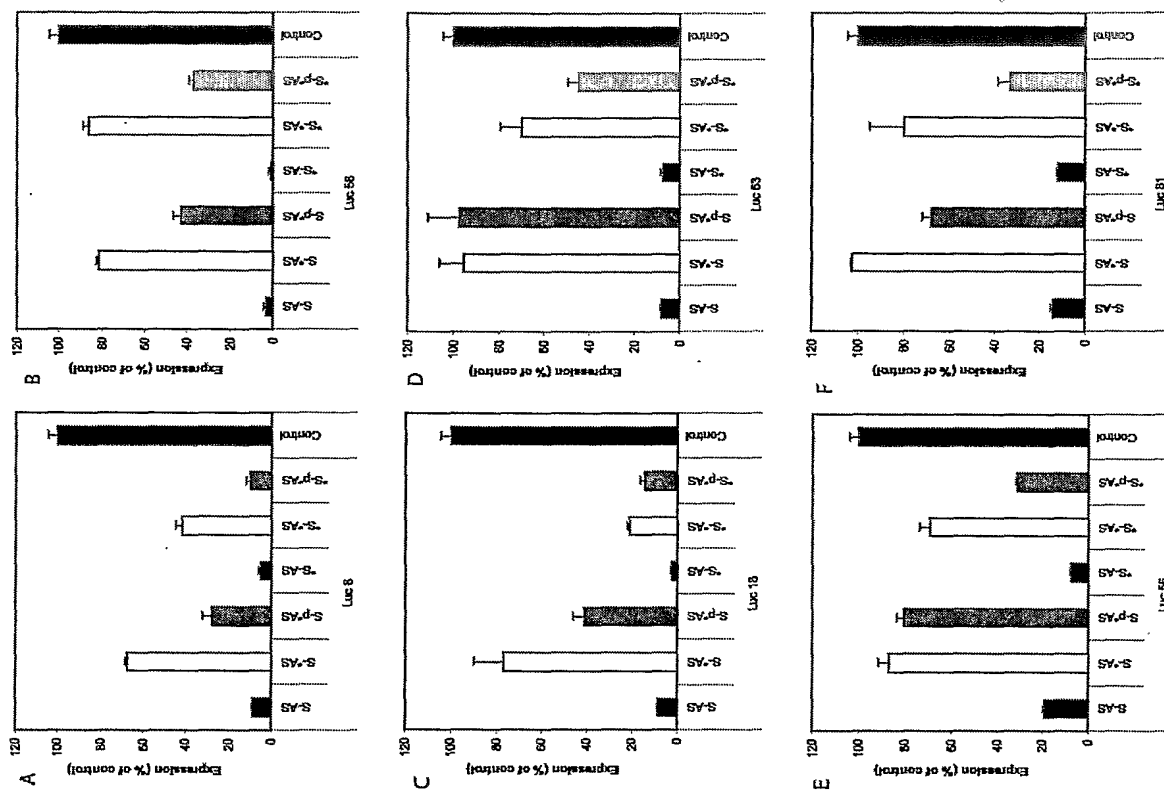 A
Expression (% of control)
120
100
80
60
40
20
0
S-AS
S-*AS
S-p*AS
*S-AS
*S-*AS
*S-p*AS
Control
Luc 8
B
Expression (% of control)
120
100
80
60
40
20
0
S-AS
S-*AS
S-p*AS
*S-AS
*S-*AS
*S-p*AS
Control
Luc 58
C
Expression (% of control)
120
100
80
60
40
20
0
S-AS
S-*AS
S-p*AS
*S-AS
*S-*AS
*S-p*AS
Control
Luc 18
D
Expression (% of control)
120
100
80
60
40
20
0
S-AS
S-*AS
S-p*AS
*S-AS
*S-*AS
*S-p*AS
Control
Luc 63
E
Expression (% of control)
120
100
80
60
40
20
0
S-AS
S-*AS
S-p*AS
*S-AS
*S-*AS
*S-p*AS
Control
Luc 56
F
Expression (% of control)
120
100
80
60
40
20
0
S-AS
S-*AS
S-p*AS
*S-AS
*S-*AS
*S-p*AS
Control
Luc 81